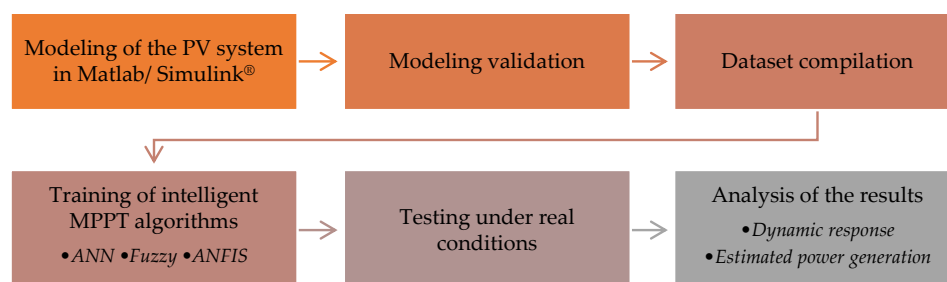 Modeling of the PV system
in Matlab/ Simulink®
Modeling validation
Dataset compilation
Training of intelligent
MPPT algorithms
•ANN •Fuzzy •ANFIS
Testing under real
conditions
Analysis of the results
•Dynamic response
•Estimated power generation